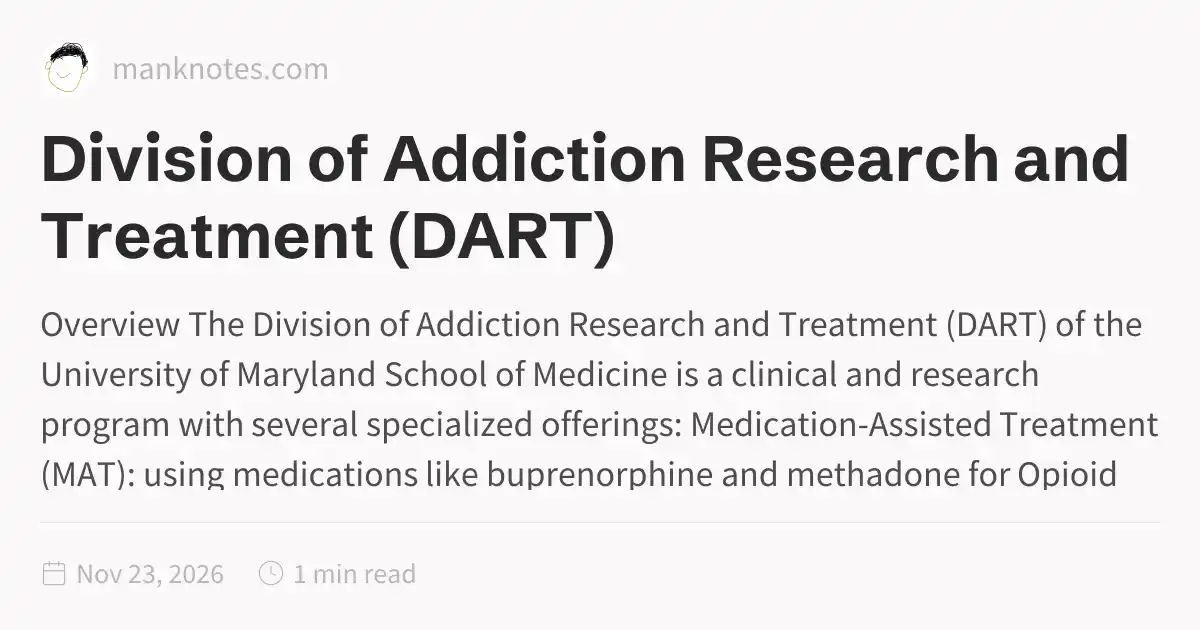 manknotes.com
Division of Addiction Research and
Treatment (DART)
Overview The Division of Addiction Research and Treatment (DART) of the
University of Maryland School of Medicine is a clinical and research
program with several specialized offerings: Medication-Assisted Treatment
(MAT): using medications like buprenorphine and methadone for Opioid
Nov 23, 2026
1 min read